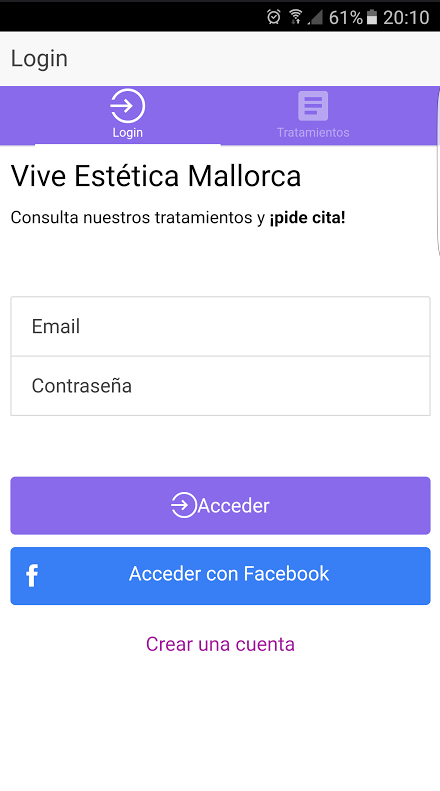 61% 20:10
Login
Login Tratamientos
Vive Estética Mallorca
Consulta nuestros tratamientos y ¡pide cita!
Email
Contraseña
Acceder
Acceder con Facebook
Crear una cuenta